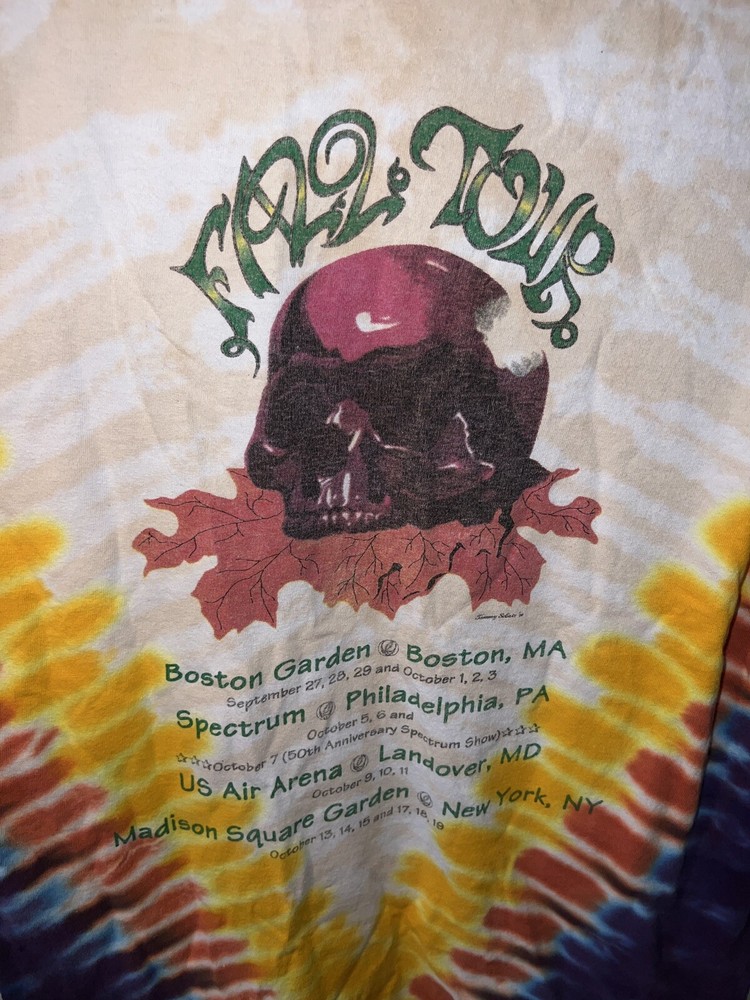 FALL TOUR
Boston Garden @ Boston, MA
September 27, 28, 29 and October 1, 2, 3
Spectrum @ Philadelphia, PA
October 5, 6 and
☆☆☆October 7 (50th Anniversary Spectrum Show)☆☆☆
US Air Arena @ Landover, MD
October 9, 10, 11
Madison Square Garden @ New York, NY
October 13, 14, 15 and 17, 18, 19